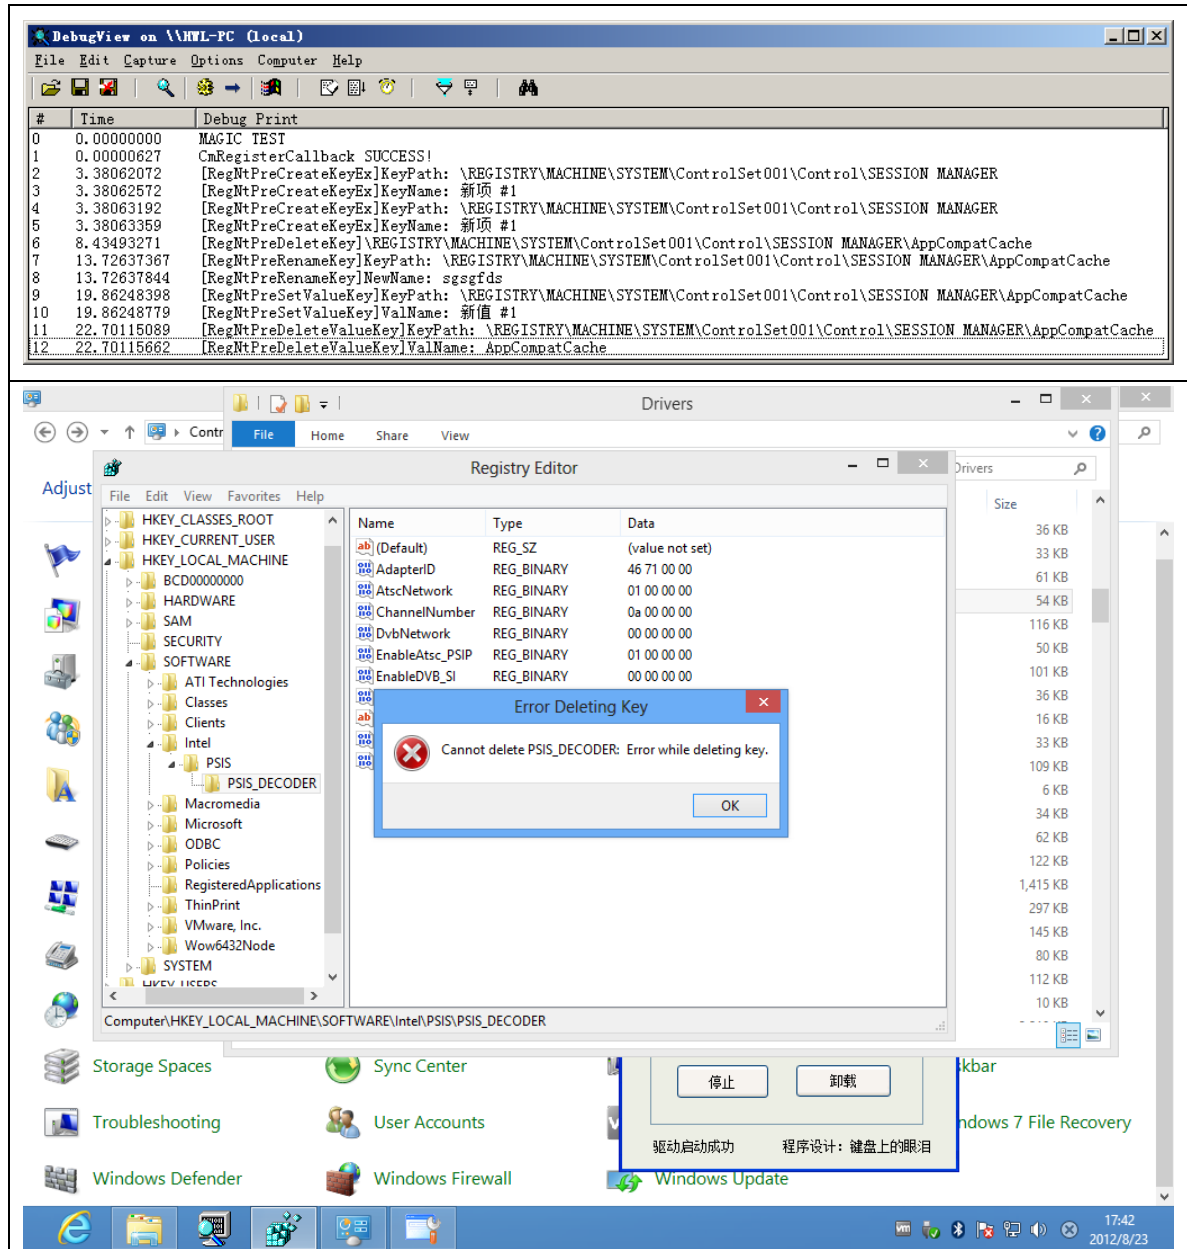 DebugView on \\HWL-PC (local)
File Edit Capture Options Computer Help
# Time Debug Print
0 0.00000000 MAGIC TEST
1 0.00000627 CmRegisterCallback SUCCESS!
2 3.38062072 [RegNtPreCreateKeyEx]KeyPath: \REGISTRY\MACHINE\SYSTEM\ControlSet001\Control\SESSION MANAGER
3 3.38062572 [RegNtPreCreateKeyEx]KeyName: 新项 #1
4 3.38063192 [RegNtPreCreateKeyEx]KeyPath: \REGISTRY\MACHINE\SYSTEM\ControlSet001\Control\SESSION MANAGER
5 3.38063359 [RegNtPreCreateKeyEx]KeyName: 新项 #1
6 8.43493271 [RegNtPreDeleteKey]\REGISTRY\MACHINE\SYSTEM\ControlSet001\Control\SESSION MANAGER\AppCompatCache
7 13.72637367 [RegNtPreRenameKey]KeyPath: \REGISTRY\MACHINE\SYSTEM\ControlSet001\Control\SESSION MANAGER\AppCompatCache
8 13.72637844 [RegNtPreRenameKey]NewName: sgsgfds
9 19.86248398 [RegNtPreSetValueKey]KeyPath: \REGISTRY\MACHINE\SYSTEM\ControlSet001\Control\SESSION MANAGER\AppCompatCache
10 19.86248779 [RegNtPreSetValueKey]ValName: 新值 #1
11 22.70115089 [RegNtPreDeleteValueKey]KeyPath: \REGISTRY\MACHINE\SYSTEM\ControlSet001\Control\SESSION MANAGER\AppCompatCache
12 22.70115662 [RegNtPreDeleteValueKey]ValName: AppCompatCache
Drivers
Contr File Home Share View
Registry Editor
Drivers
Adjust
File Edit View Favorites Help
Size
HKEY_CLASSES_ROOT
HKEY_CURRENT_USER
HKEY_LOCAL_MACHINE
BCD00000000
HARDWARE
SAM
SECURITY
SOFTWARE
ATI Technologies
Classes
Clients
Intel
PSIS
PSIS_DECODER
Macromedia
Microsoft
ODBC
Policies
RegisteredApplications
ThinPrint
VMware, Inc.
Wow6432Node
SYSTEM
HKEY_USERS
Name Type Data
(Default) REG_SZ (value not set)
AdapterID REG_BINARY 46 71 00 00
AtscNetwork REG_BINARY 01 00 00 00
ChannelNumber REG_BINARY 0a 00 00 00
DvbNetwork REG_BINARY 00 00 00 00
EnableAtsc_PSIP REG_BINARY 01 00 00 00
EnableDVB_SI REG_BINARY 00 00 00 00
Error Deleting Key
Cannot delete PSIS_DECODER: Error while deleting key.
OK
36 KB
33 KB
61 KB
54 KB
116 KB
50 KB
101 KB
36 KB
16 KB
33 KB
109 KB
6 KB
34 KB
62 KB
122 KB
1,415 KB
297 KB
145 KB
80 KB
112 KB
10 KB
Computer\HKEY_LOCAL_MACHINE\SOFTWARE\Intel\PSIS\PSIS_DECODER
Storage Spaces Sync Center kbar
停止 卸载
Troubleshooting User Accounts ndows 7 File Recovery
驱动启动成功 程序设计：键盘上的眼泪
Windows Defender Windows Firewall Windows Update
17:42
2012/8/23